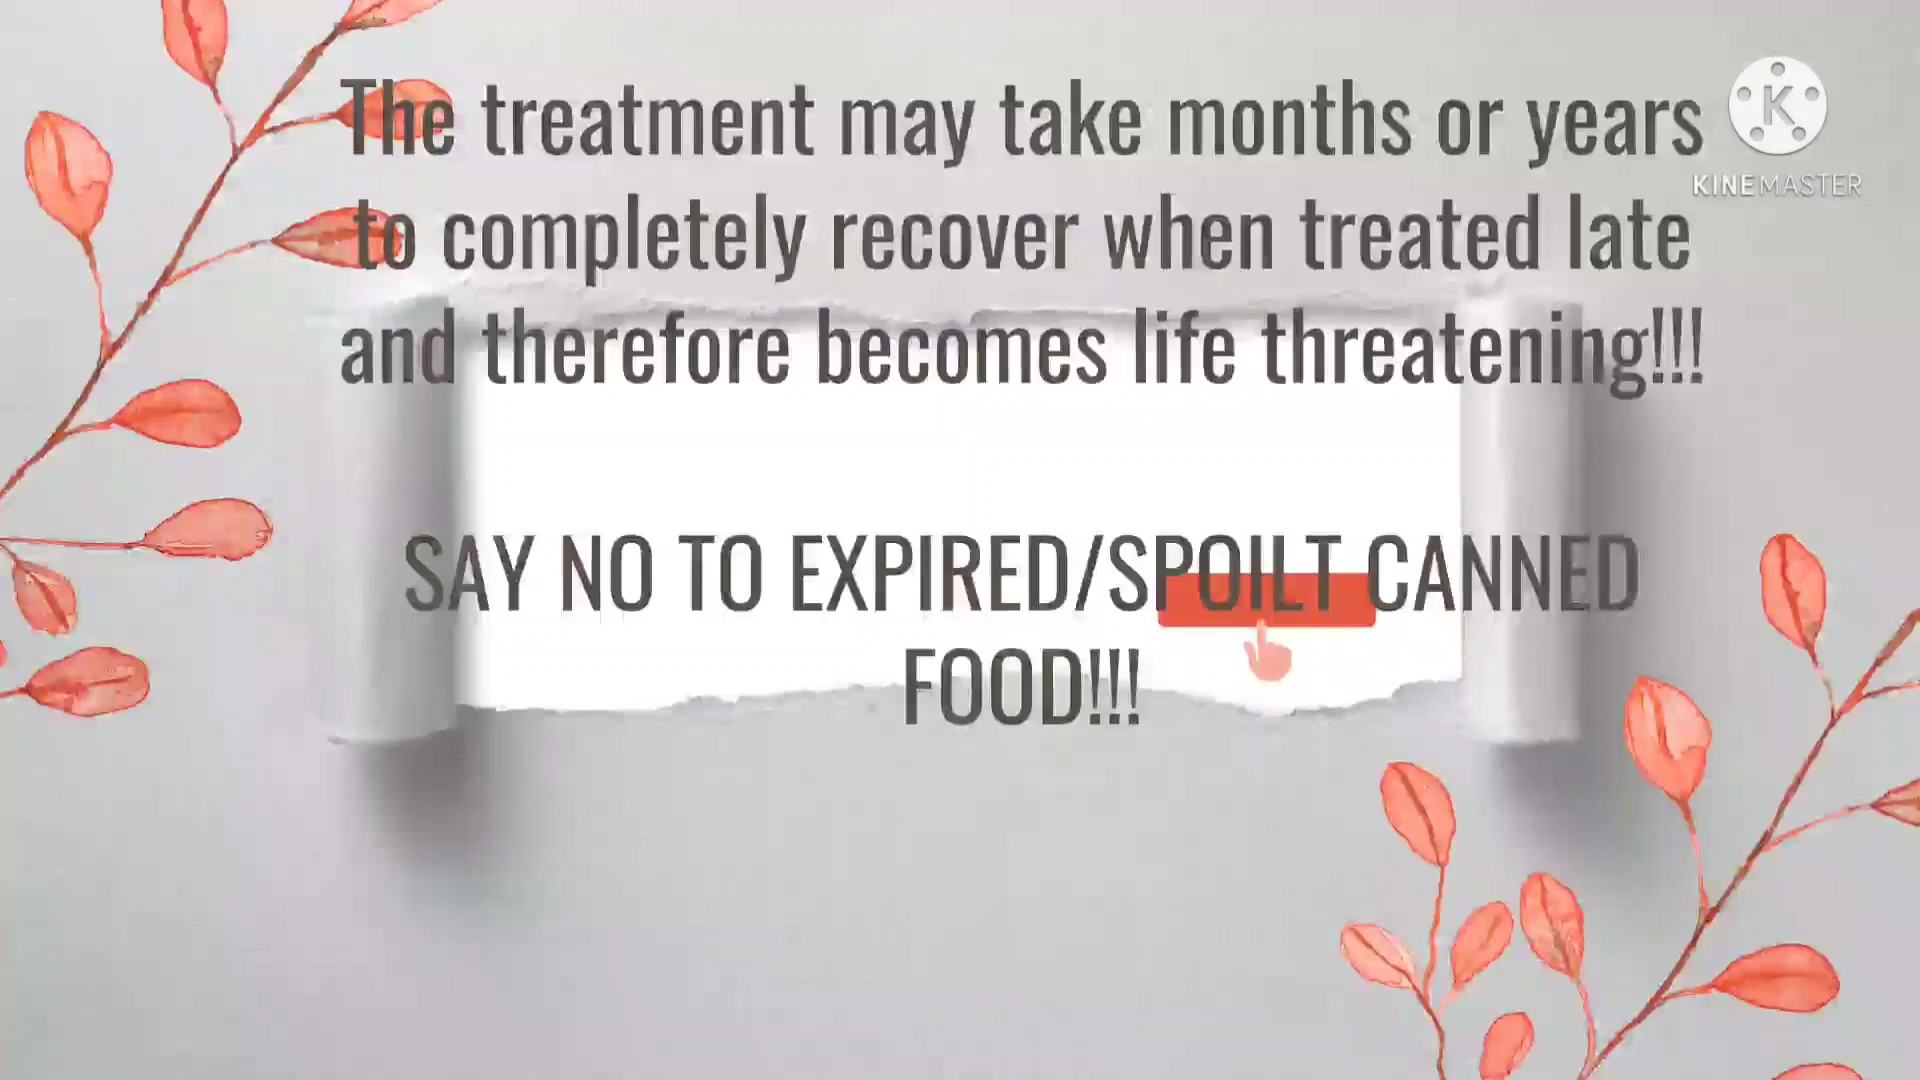 The treatment may take months or years
to completely recover when treated late
and therefore becomes life threatening!!!
SAY NO TO EXPIRED/SPOILT CANNED
FOOD!!!
K
KINEMASTER